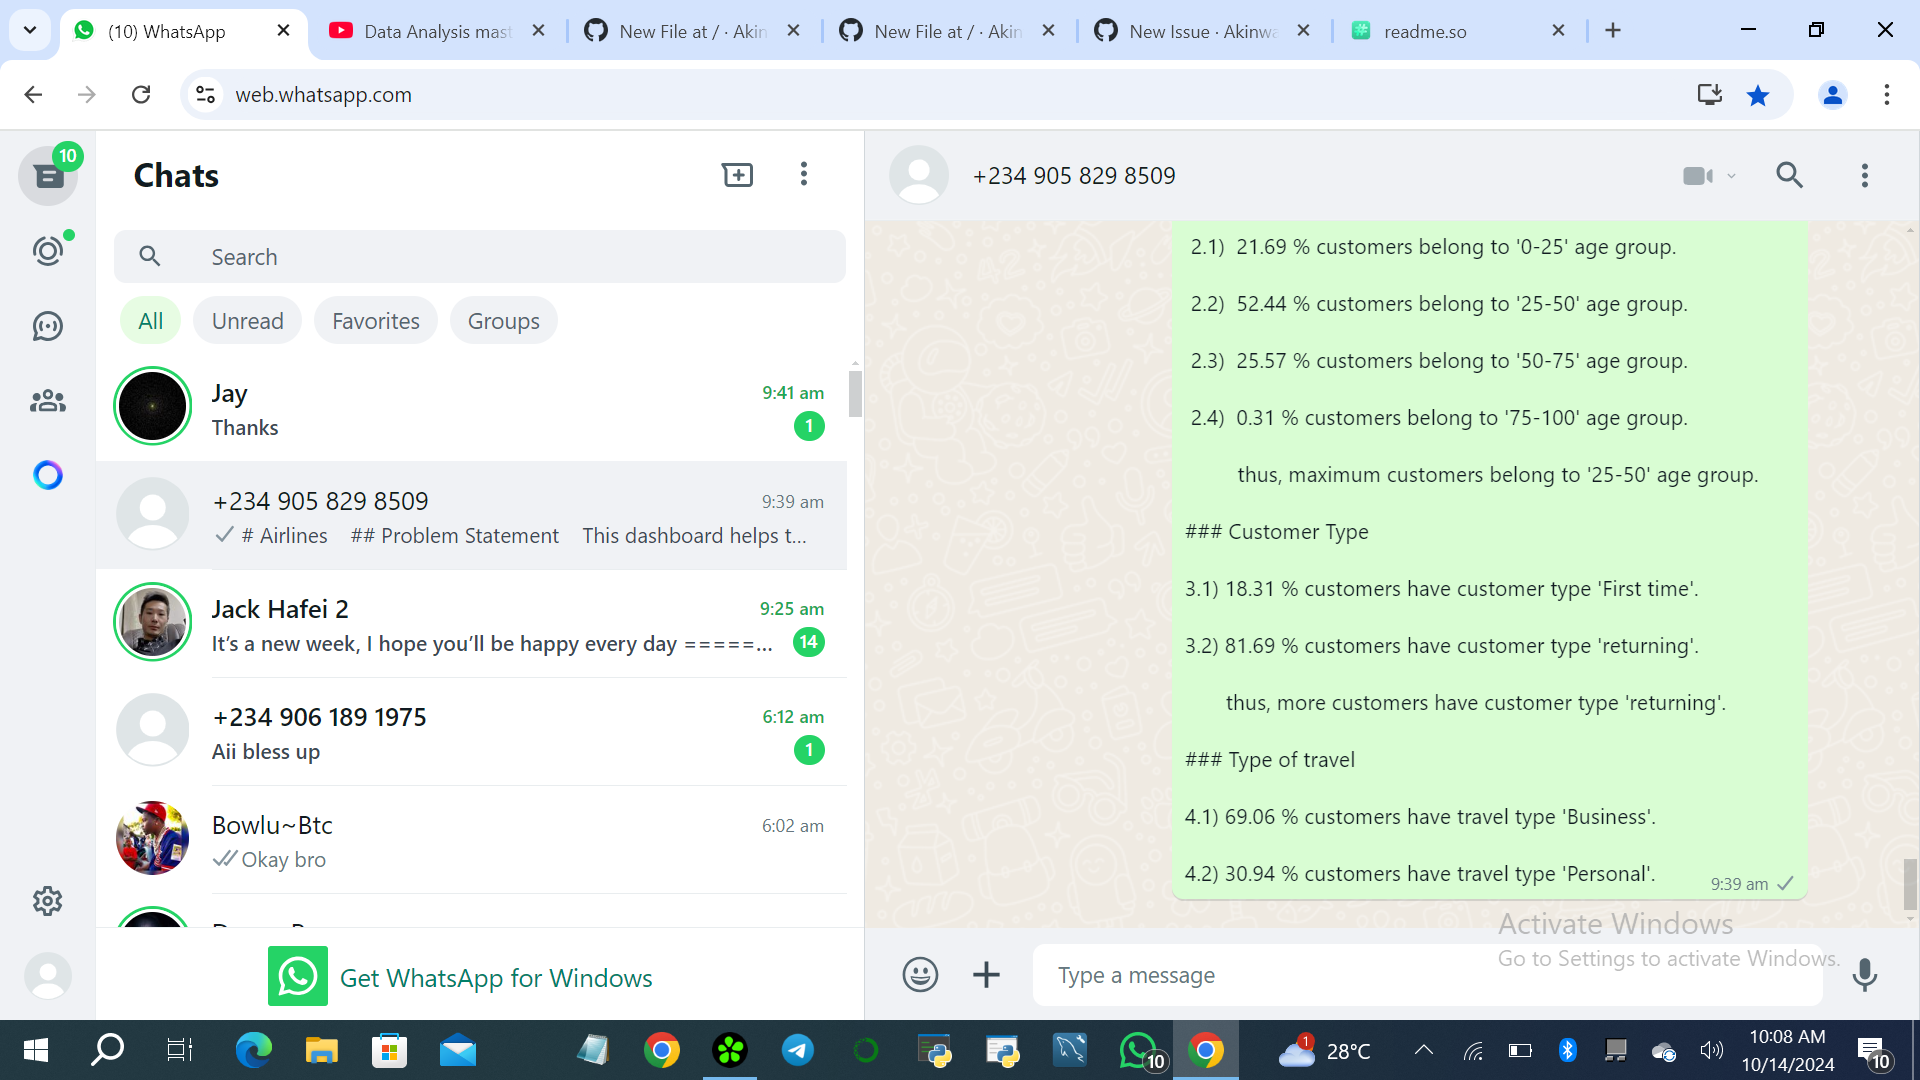 (10) WhatsApp
Data Analysis mast
New File at / · Akin
New File at / · Akin
New Issue · Akinwa
readme.so
web.whatsapp.com
10
Chats
Search
All
Unread
Favorites
Groups
Jay
9:41 am
Thanks
1
+234 905 829 8509
9:39 am
# Airlines ## Problem Statement This dashboard helps t...
Jack Hafei 2
9:25 am
It's a new week, I hope you'll be happy every day =====...
14
+234 906 189 1975
6:12 am
Aii bless up
1
Bowlu~Btc
6:02 am
Okay bro
Get WhatsApp for Windows
+234 905 829 8509
2.1) 21.69 % customers belong to '0-25' age group.
2.2) 52.44 % customers belong to '25-50' age group.
2.3) 25.57 % customers belong to '50-75' age group.
2.4) 0.31 % customers belong to '75-100' age group.
thus, maximum customers belong to '25-50' age group.
### Customer Type
3.1) 18.31 % customers have customer type 'First time'.
3.2) 81.69 % customers have customer type 'returning'.
thus, more customers have customer type 'returning'.
### Type of travel
4.1) 69.06 % customers have travel type 'Business'.
4.2) 30.94 % customers have travel type 'Personal'.
9:39 am
Activate Windows
Go to Settings to activate Windows.
Type a message
10
1
28°C
10:08 AM
10/14/2024
10